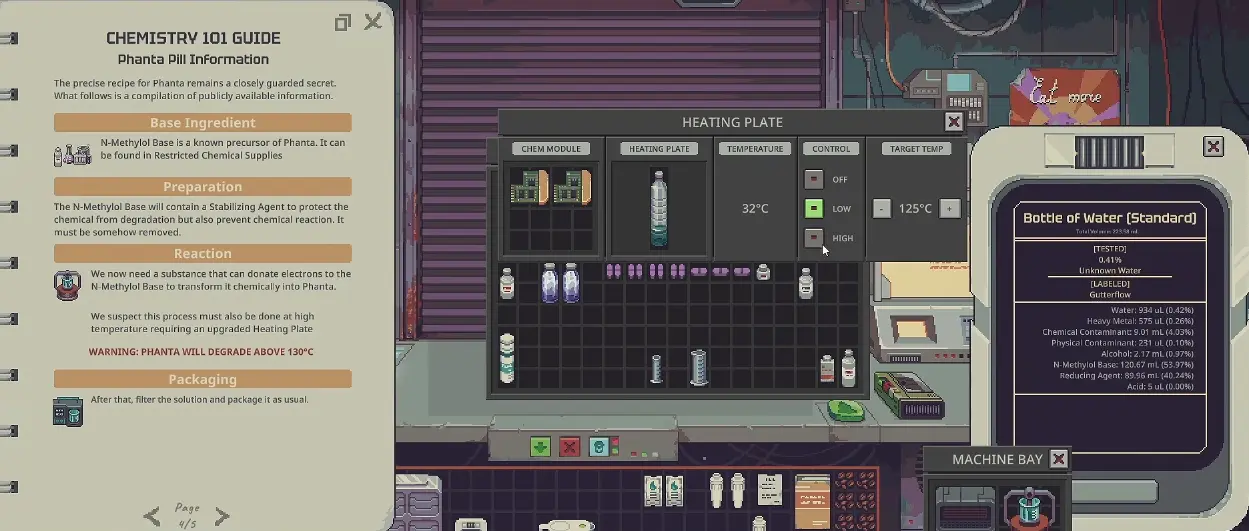 CHEMISTRY 101 GUIDE
Phanta Pill Information
The precise recipe for Phanta remains a closely guarded secret.
What follows is a compilation of publicly available information.
Base Ingredient
N-Methylol Base is a known precursor of Phanta. It can
be found in Restricted Chemical Supplies
Preparation
The N-Methylol Base will contain a Stabilizing Agent to protect the
chemical from degradation but also prevent chemical reaction. It
must be somehow removed.
Reaction
We now need a substance that can donate electrons to the
N-Methylol Base to transform it chemically into Phanta.
We suspect this process must also be done at high
temperature requiring an upgraded Heating Plate
WARNING: PHANTA WILL DEGRADE ABOVE 130°C
Packaging
After that, filter the solution and package it as usual.
Page
4/5
HEATING PLATE
CHEM MODULE
HEATING PLATE
TEMPERATURE
CONTROL
TARGET TEMP
32°C
OFF
LOW
HIGH
- 125°C +
Eat more
Bottle of Water (Standard)
[TESTED]
0.41%
Unknown Water
[LABELED]
Gutterflow
Water: 934 uL (0.42%)
Heavy Metal: 575 uL (0.26%)
Chemical Contaminant: 9.01 mL (4.03%)
Physical Contaminant: 231 uL (0.10%)
Alcohol: 2.17 mL (0.97%)
N-Methylol Base: 120.67 mL (53.97%)
Reducing Agent: 89.96 mL (40.24%)
Acid: 5 uL (0.00%)
MACHINE BAY